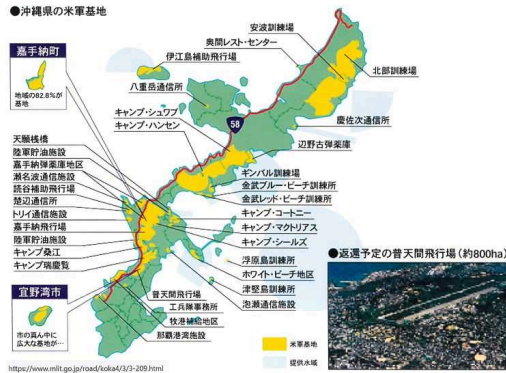 ●沖縄県の米軍基地
嘉手納町
地域の82.8%が
基地
安波訓練場
奥間レスト・センター
伊江島補助飛行場
北部訓練場
八重岳通信所
慶佐次通信所
キャンプ・シュワブ
キャンプ・ハンセン
58
辺野古弾薬庫
天願桟橋
陸軍貯油施設
嘉手納弾薬庫地区
瀬名波通信施設
読谷補助飛行場
楚辺通信所
トリイ通信施設
嘉手納飛行場
陸軍貯油施設
キャンプ桑江
キャンプ瑞慶覧
ギンバル訓練場
金武ブルー・ビーチ訓練所
金武レッド・ビーチ訓練所
キャンプ・コートニー
キャンプ・マクトリアス
キャンプ・シールズ
浮原島訓練所
ホワイト・ビーチ地区
津堅島訓練所
泡瀬通信施設
宜野湾市
市の真ん中に
広大な基地が…
普天間飛行場
工兵隊事務所
牧港補給地区
那覇港湾施設
米軍基地
提供水域
●返還予定の普天間飛行場(約800ha)
https://www.mlit.go.jp/road/koka4/3/3-209.html